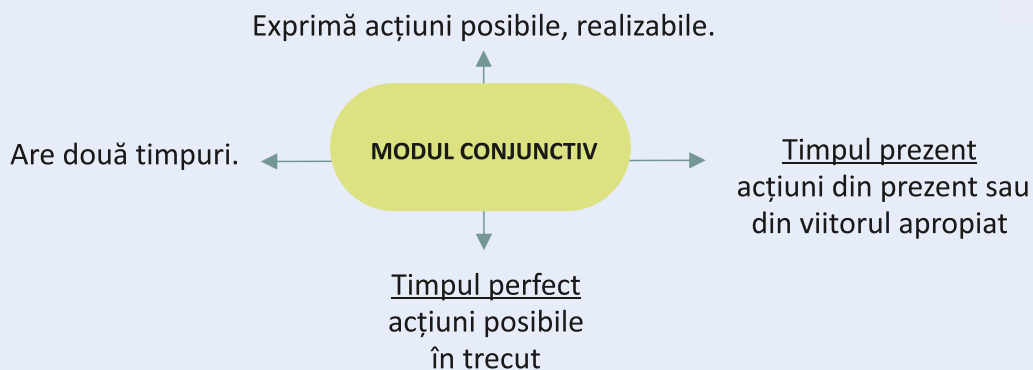 Exprimă acțiuni posibile, realizabile.
Are două timpuri.
MODUL CONJUNCTIV
Timpul prezent
acțiuni din prezent sau
din viitorul apropiat
Timpul perfect
acțiuni posibile
în trecut